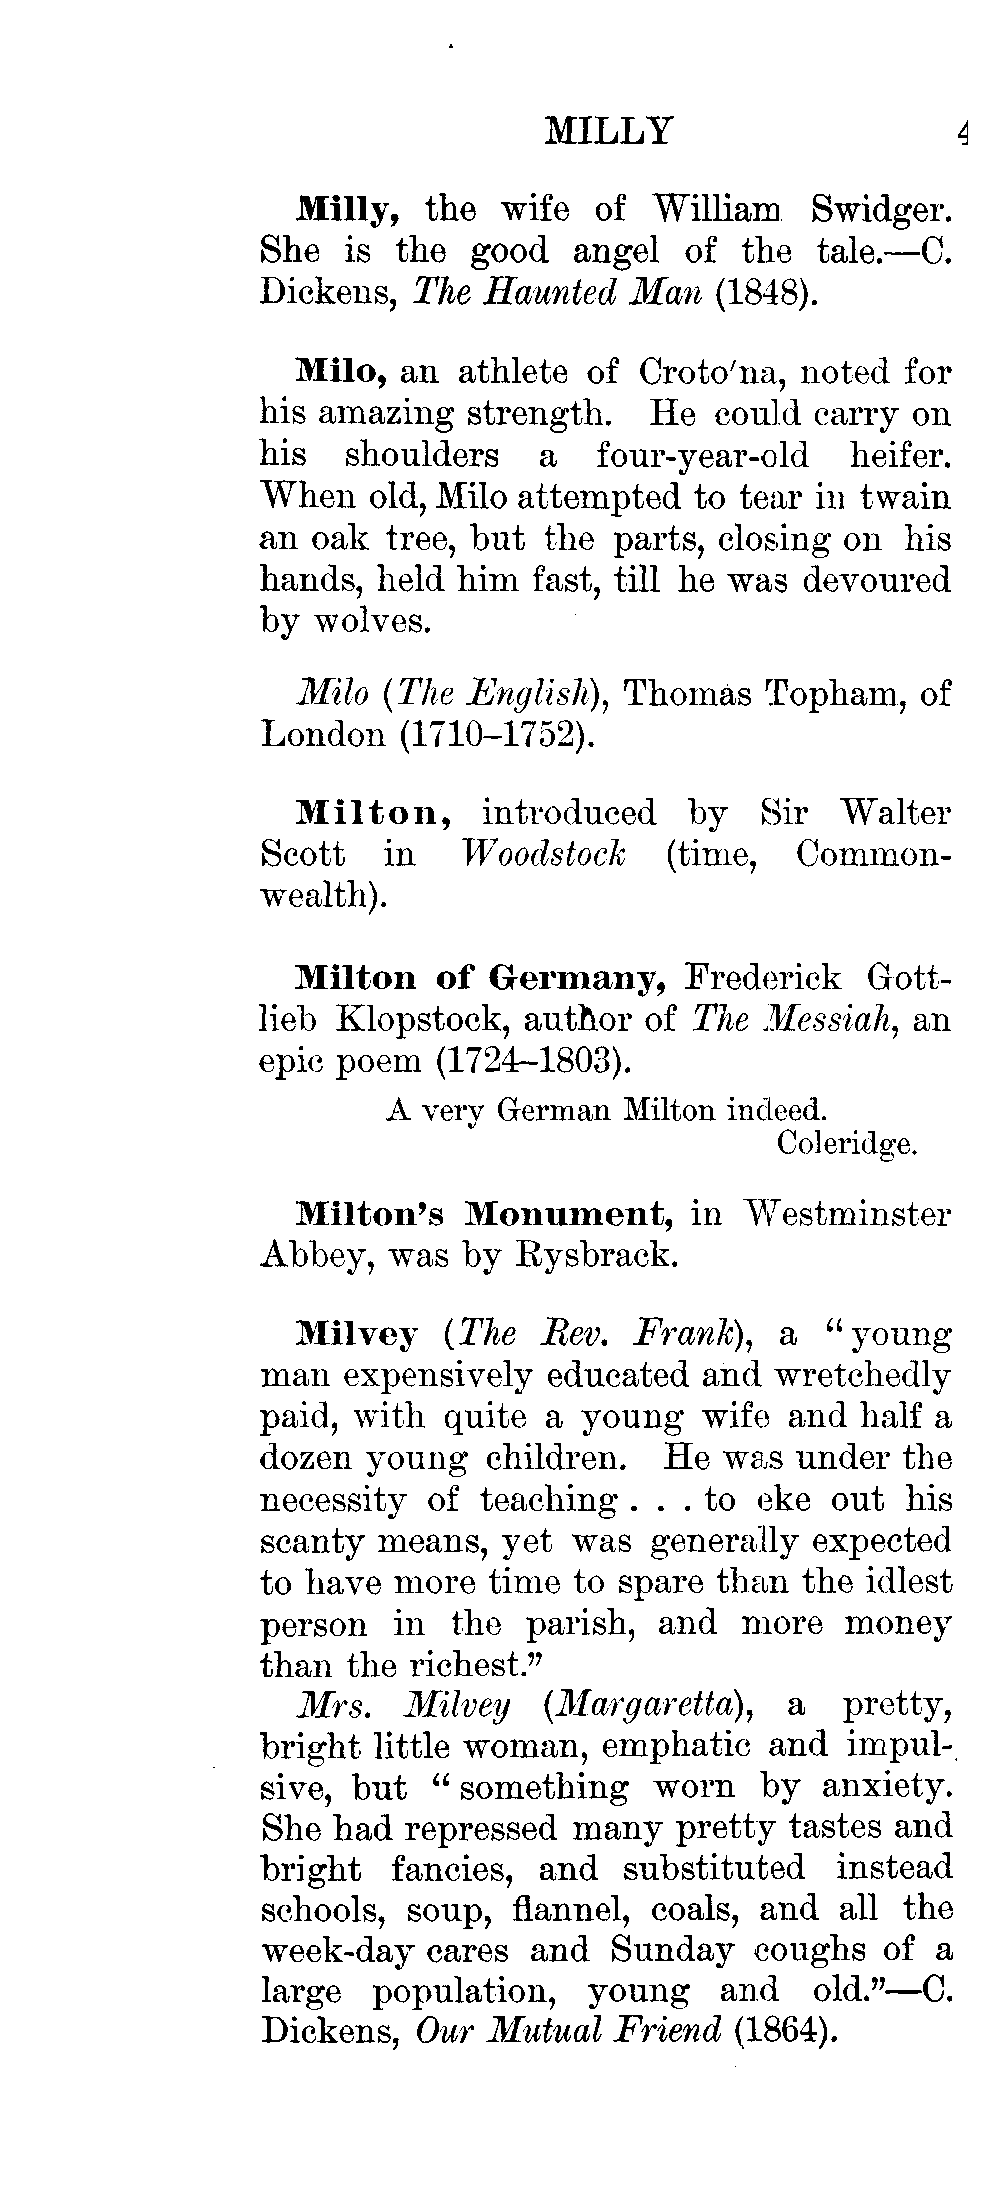 MILLY 4
Milly, the wife of William Swidger.
She is the good angel of the tale.—C.
Dickens, The Haunted Man (1848).
Milo, an athlete of Croto'na, noted for
his amazing strength. He could carry on
his shoulders a four-year-old heifer.
When old, Milo attempted to tear in twain
an oak tree, but the parts, closing on his
hands, held him fast, till he was devoured
by wolves.
Milo (The English), Thomas Topham, of
London (1710–1752).
Milton, introduced by Sir Walter
Scott in Woodstock (time, Common-
wealth).
Milton of Germany, Frederick Gott-
lieb Klopstock, author of The Messiah, an
epic poem (1724–1803).
A very German Milton indeed.
Coleridge.
Milton's Monument, in Westminster
Abbey, was by Rysbrack.
Milvey (The Rev. Frank), a “young
man expensively educated and wretchedly
paid, with quite a young wife and half a
dozen young children. He was under the
necessity of teaching . . . to eke out his
scanty means, yet was generally expected
to have more time to spare than the idlest
person in the parish, and more money
than the richest.”
Mrs. Milvey (Margaretta), a pretty,
bright little woman, emphatic and impul-
sive, but “something worn by anxiety.
She had repressed many pretty tastes and
bright fancies, and substituted instead
schools, soup, flannel, coals, and all the
week-day cares and Sunday coughs of a
large population, young and old.”—C.
Dickens, Our Mutual Friend (1864).